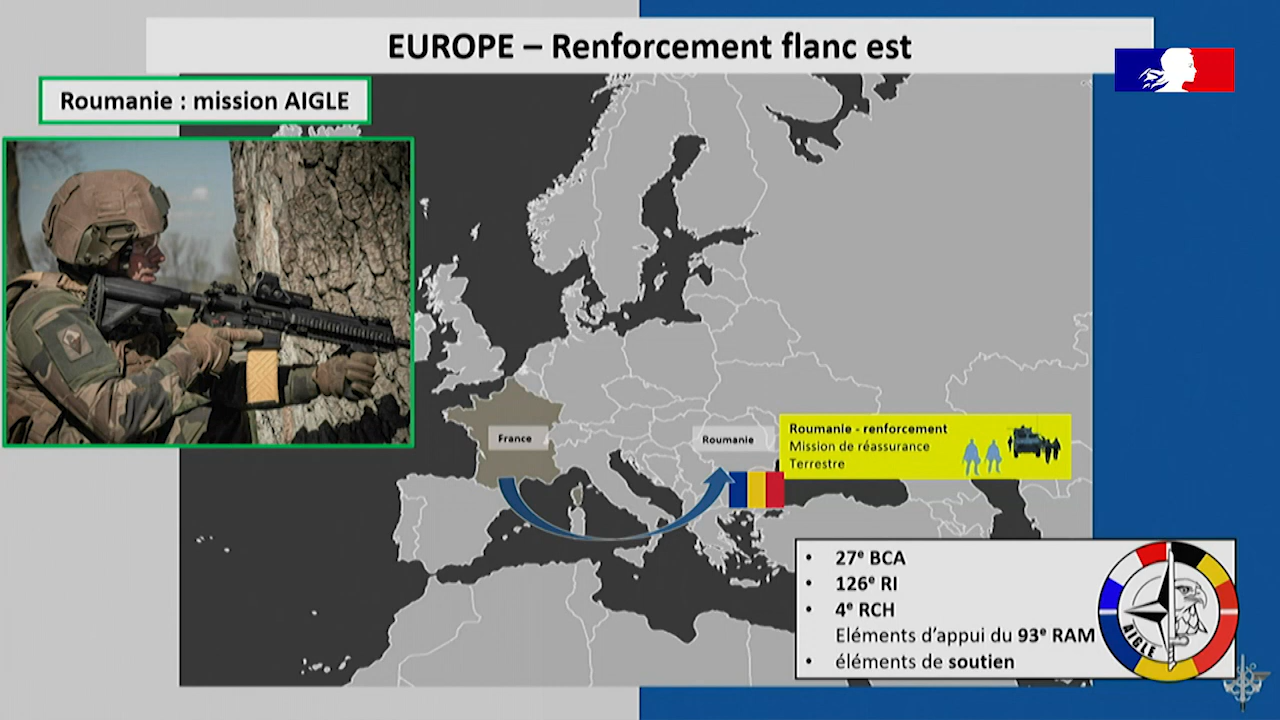 EUROPE – Renforcement flanc est
Roumanie : mission AIGLE
France
Roumanie
Roumanie - renforcement
Mission de réassurance
Terrestre
• 27e BCA
• 126e RI
• 4e RCH
Eléments d'appui du 93e RAM
• éléments de soutien
AIGLE